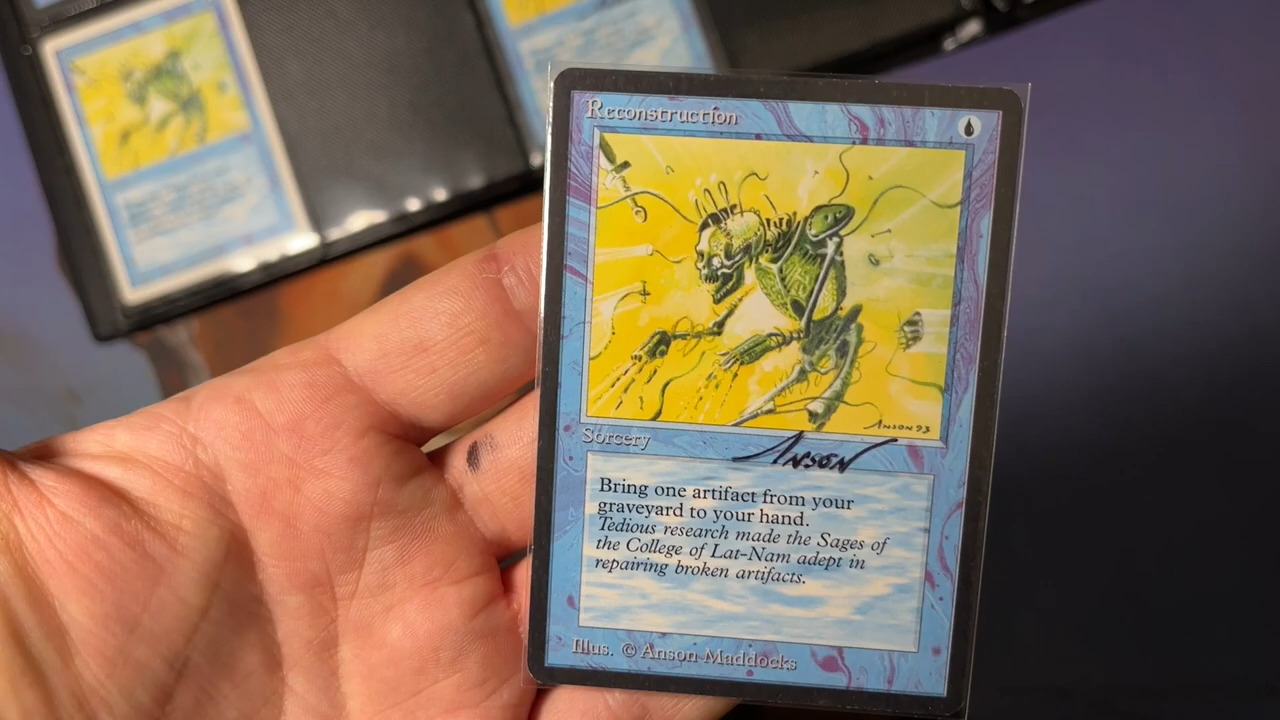 Reconstruction
ANSON 93
Sorcery
ANSON
Bring one artifact from your
graveyard to your hand.
Tedious research made the Sages of
the College of Lat-Nam adept in
repairing broken artifacts.
Illus. © Anson Maddocks